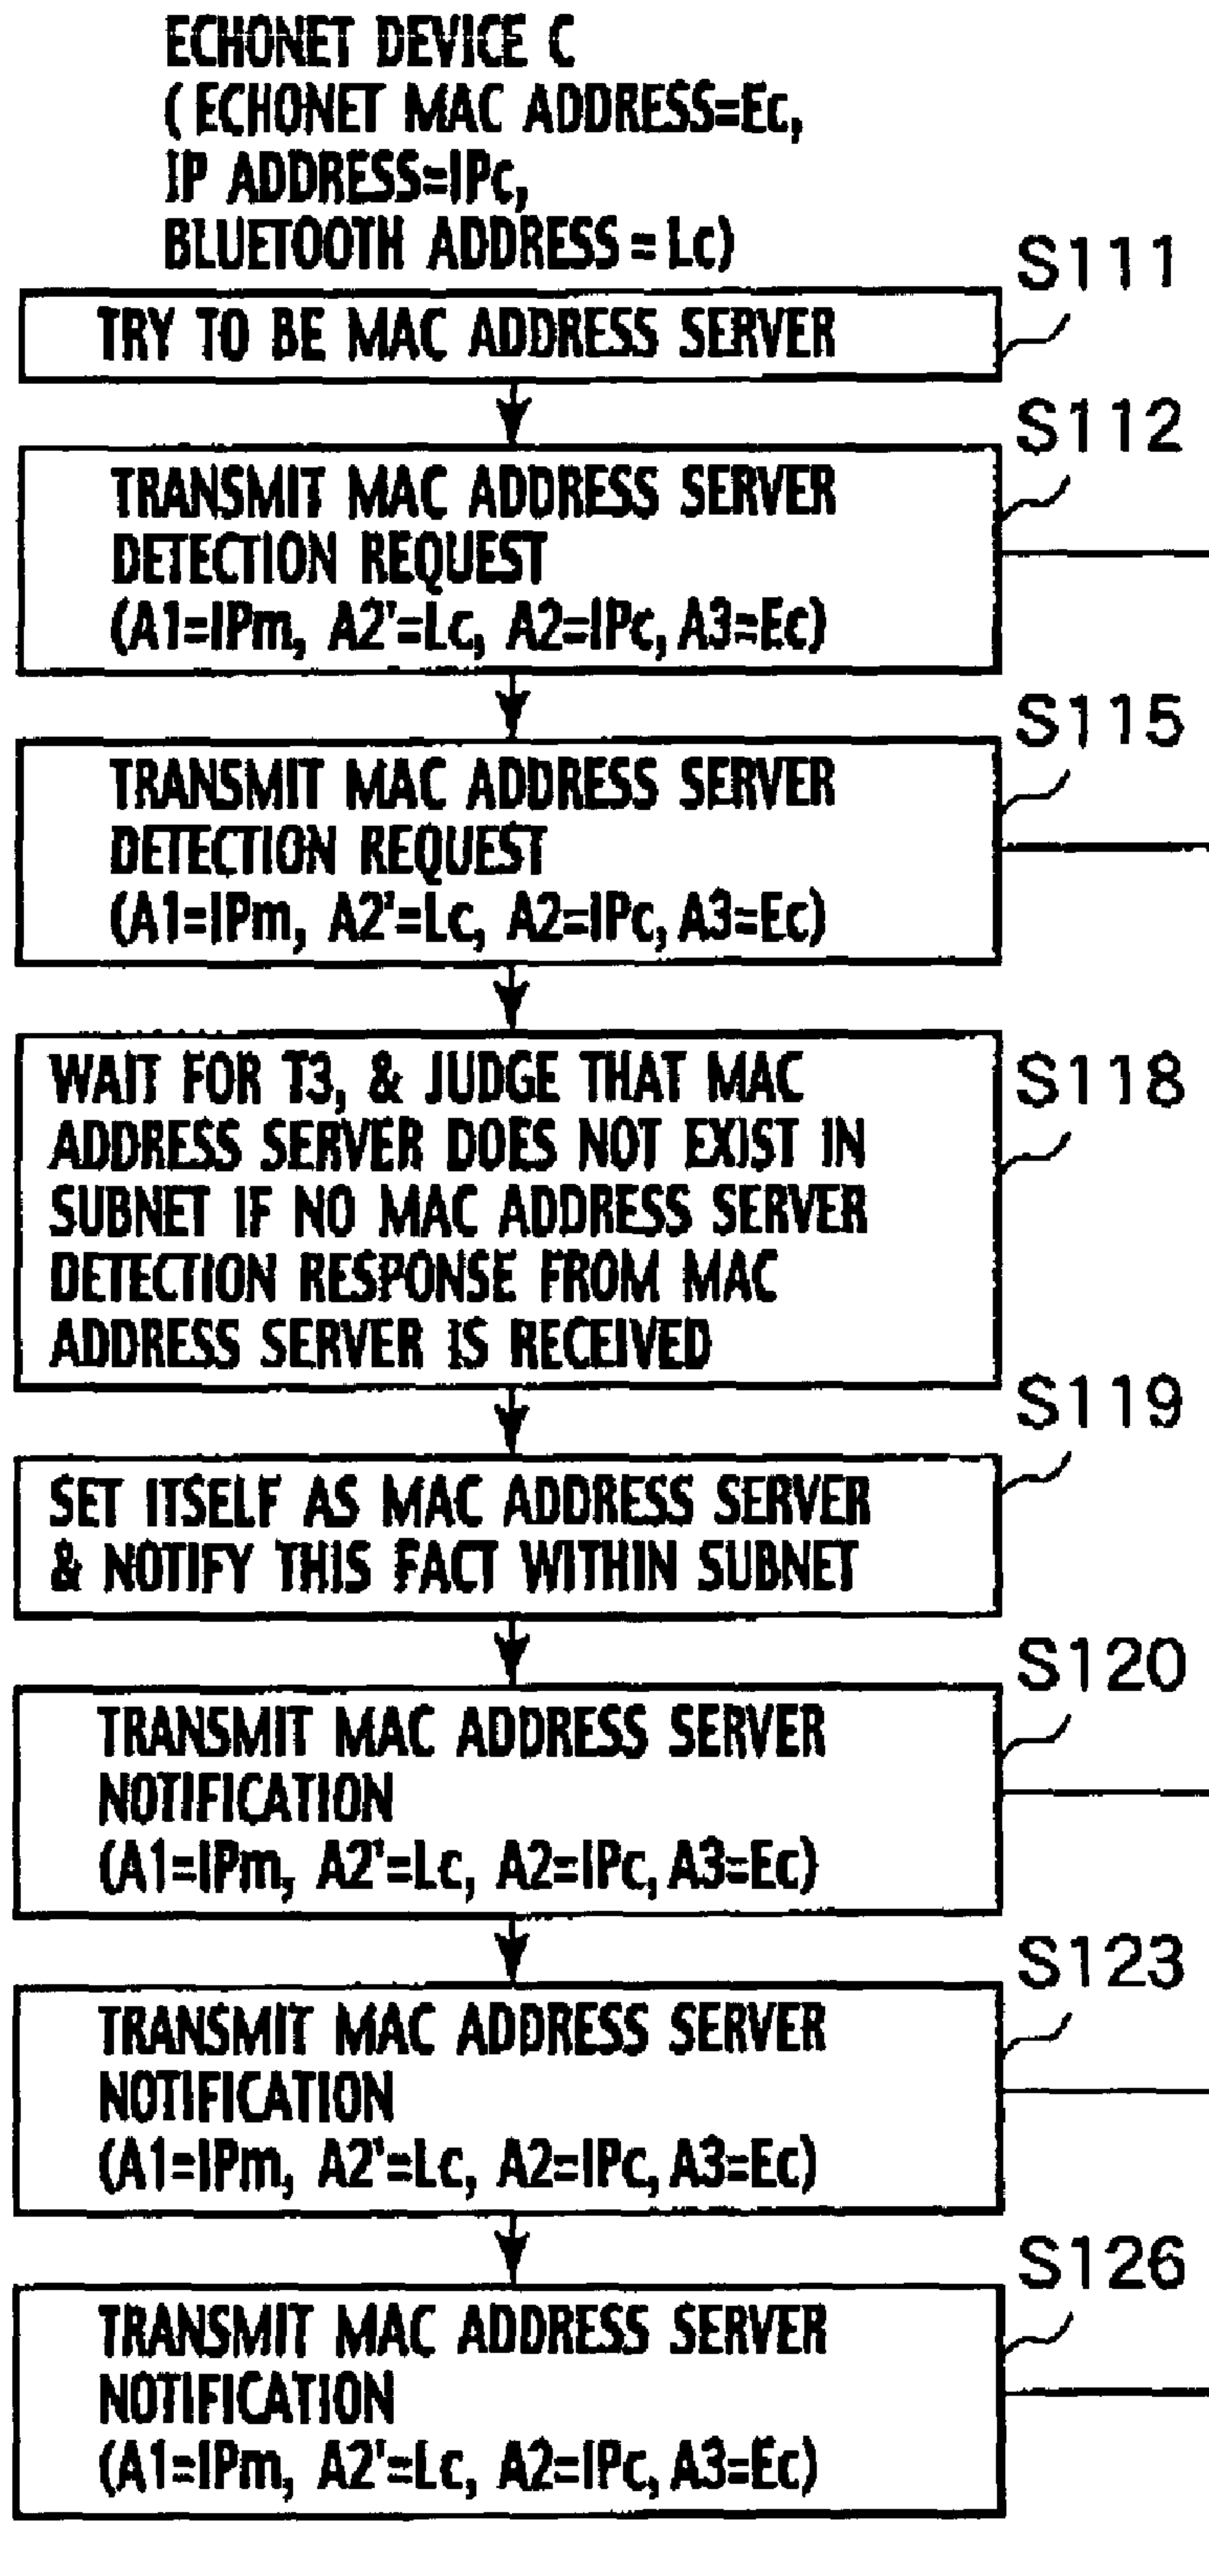 ECHONET DEVICE C
(ECHONET MAC ADDRESS=Ec,
IP ADDRESS=IPc,
BLUETOOTH ADDRESS=Lc)
S111
TRY TO BE MAC ADDRESS SERVER
S112
TRANSMIT MAC ADDRESS SERVER
DETECTION REQUEST
(A1=IPm, A2'=Lc, A2=IPc, A3=Ec)
S115
TRANSMIT MAC ADDRESS SERVER
DETECTION REQUEST
(A1=IPm, A2'=Lc, A2=IPc, A3=Ec)
S118
WAIT FOR T3, & JUDGE THAT MAC
ADDRESS SERVER DOES NOT EXIST IN
SUBNET IF NO MAC ADDRESS SERVER
DETECTION RESPONSE FROM MAC
ADDRESS SERVER IS RECEIVED
S119
SET ITSELF AS MAC ADDRESS SERVER
& NOTIFY THIS FACT WITHIN SUBNET
S120
TRANSMIT MAC ADDRESS SERVER
NOTIFICATION
(A1=IPm, A2'=Lc, A2=IPc, A3=Ec)
S123
TRANSMIT MAC ADDRESS SERVER
NOTIFICATION
(A1=IPm, A2'=Lc, A2=IPc, A3=Ec)
S126
TRANSMIT MAC ADDRESS SERVER
NOTIFICATION
(A1=IPm, A2'=Lc, A2=IPc, A3=Ec)